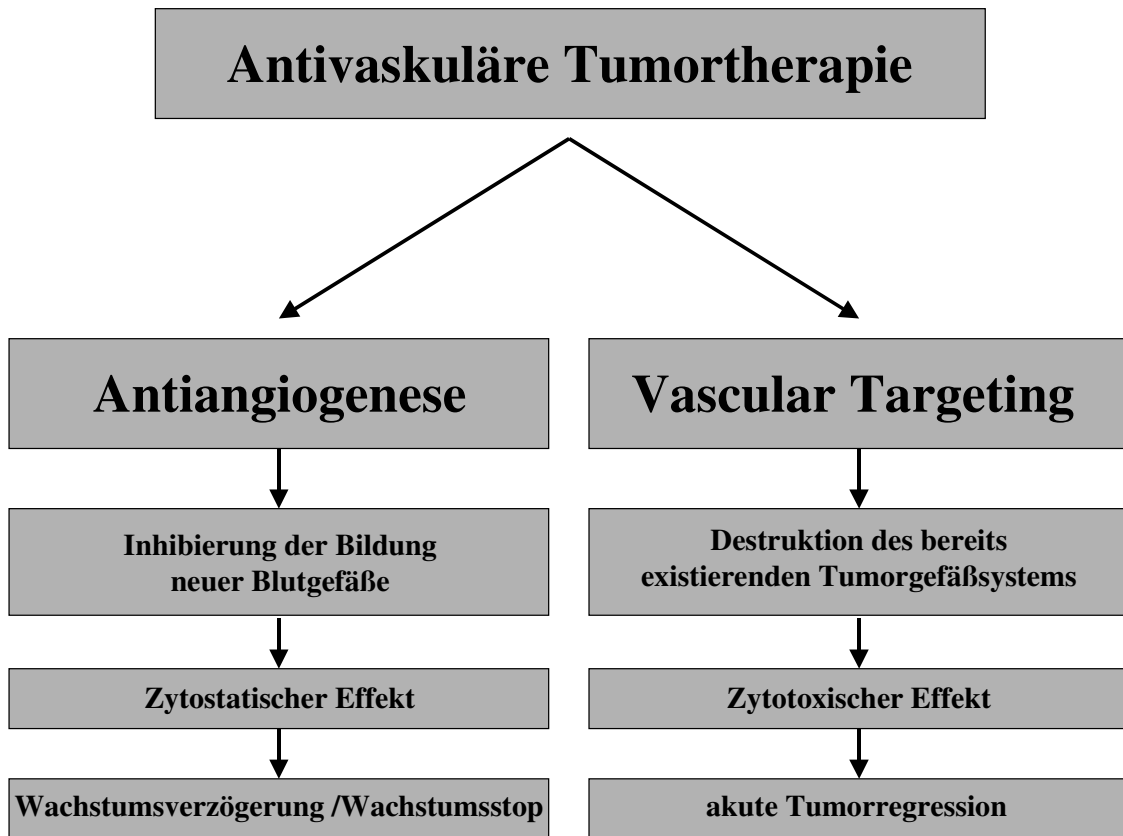 Antivaskuläre Tumortherapie
Antiangiogenese
Vascular Targeting
Inhibierung der Bildung
neuer Blutgefäße
Destruktion des bereits
existierenden Tumorgefäßsystems
Zytostatischer Effekt
Zytotoxischer Effekt
Wachstumsverzögerung /Wachstumsstop
akute Tumorregression